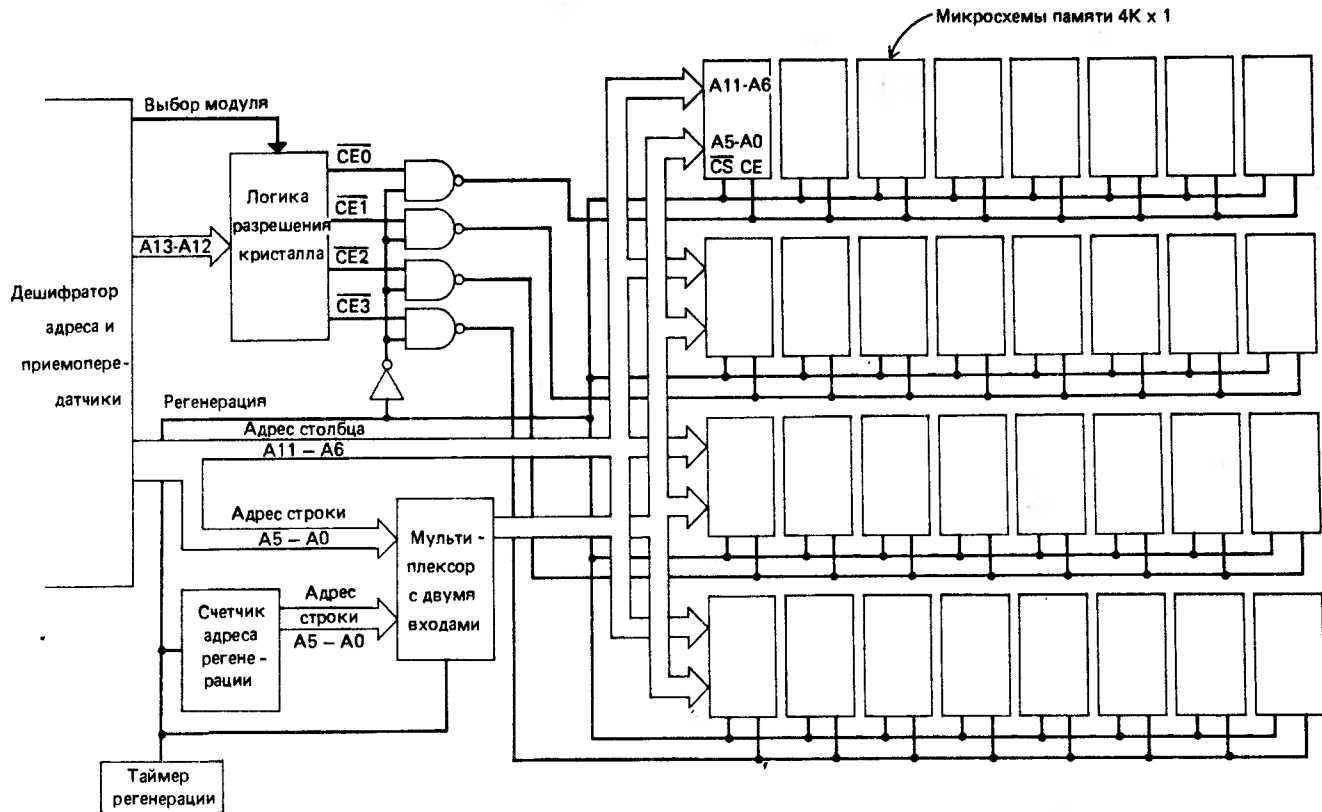 Микросхемы памяти 4К x 1
Выбор модуля
A11-A6
A5-A0
CS CE
CE0
CE1
CE2
CE3
Логика
разрешения
кристалла
A13-A12
Дешифратор
адреса и
приемопере-
датчики
Регенерация
Адрес столбца
A11 – A6
Адрес строки
A5 – A0
Мульти -
плексор
с двумя
входами
Счетчик
адреса
регене -
рации
Адрес
строки
A5 – A0
Таймер
регенерации